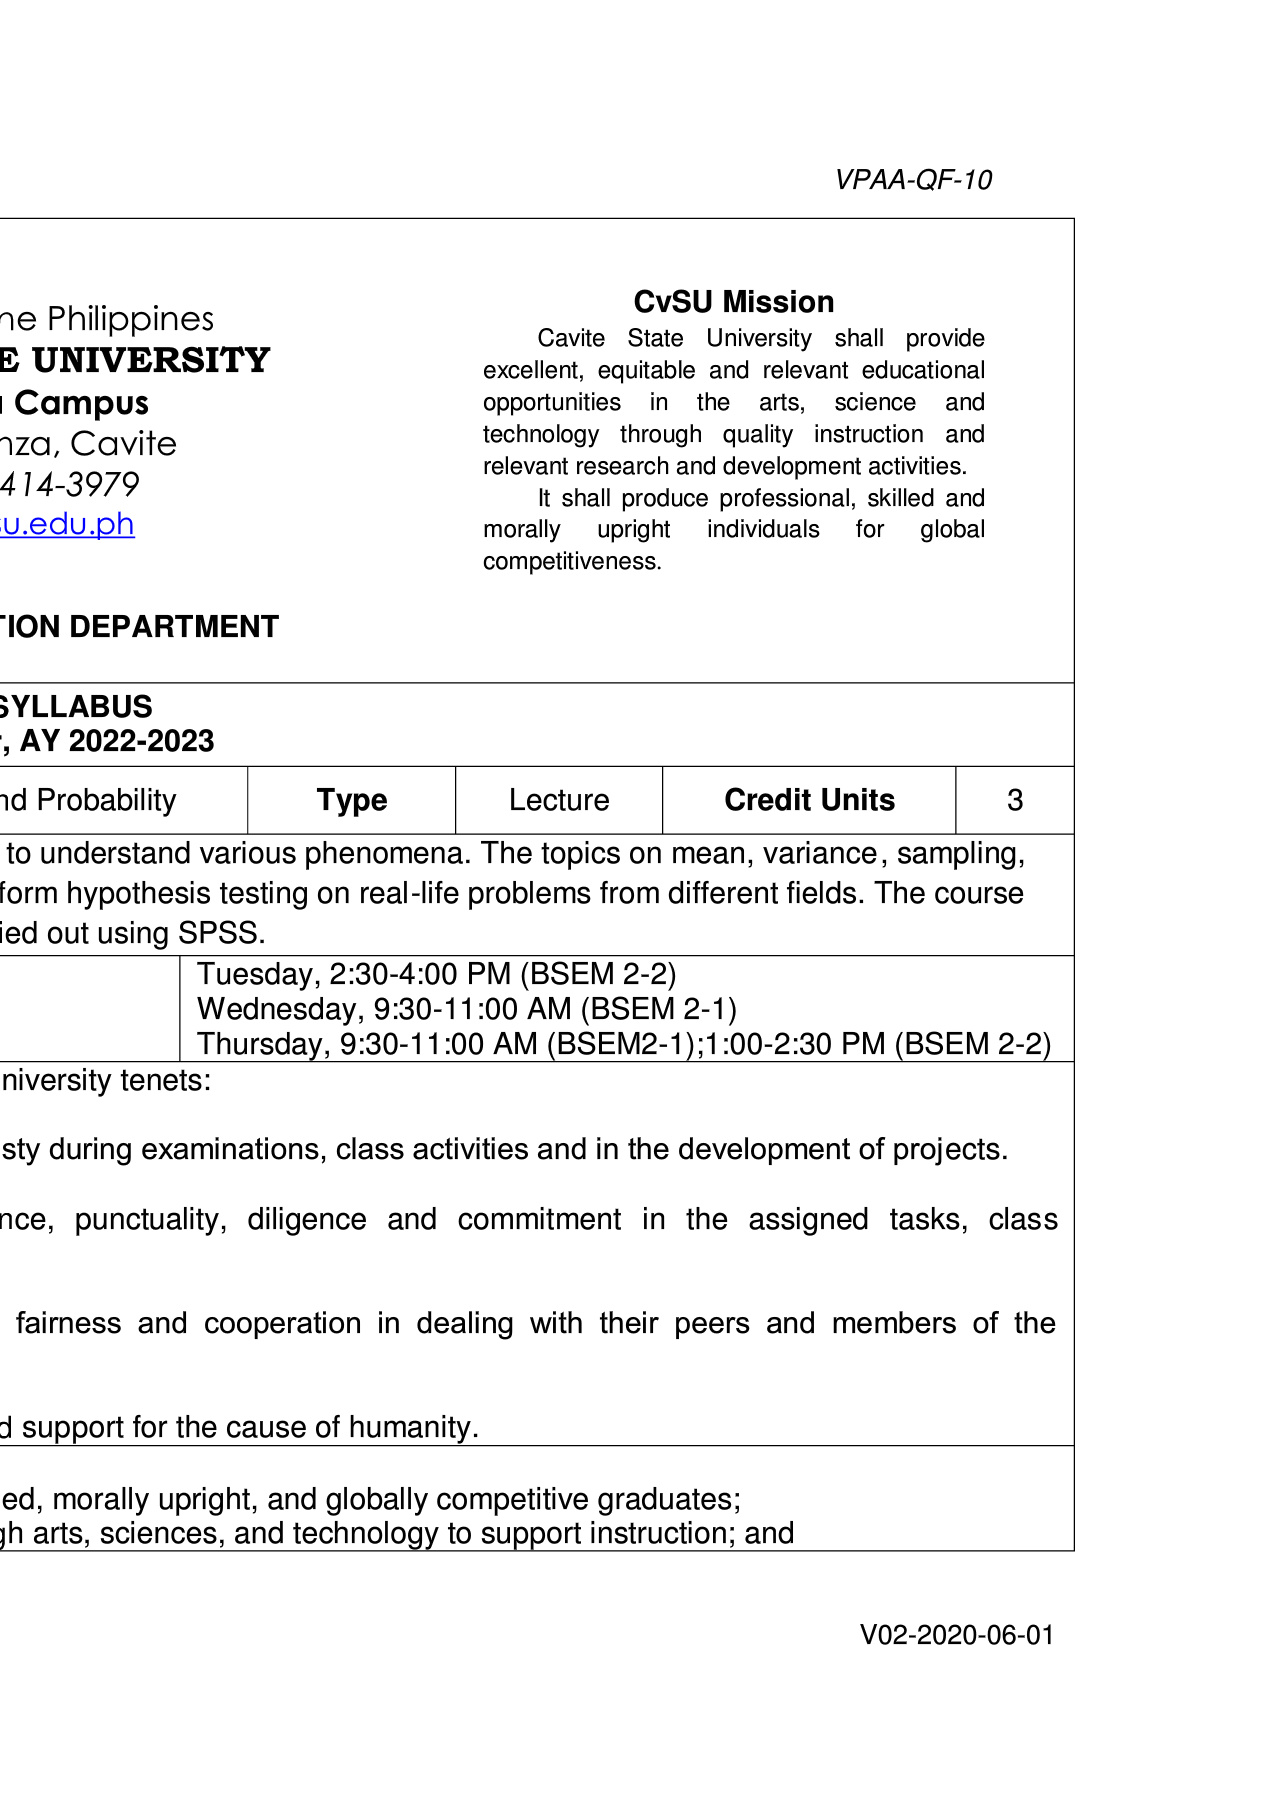 VPAA-QF-10
ne Philippines
E UNIVERSITY
Campus
nza, Cavite
414-3979
su.edu.ph
TION DEPARTMENT
CvSU Mission
Cavite State University shall provide
excellent, equitable and relevant educational
opportunities in the arts, science and
technology through quality instruction and
relevant research and development activities.
It shall produce professional, skilled and
morally upright individuals for global
competitiveness.
SYLLABUS
, AY 2022-2023
nd Probability Type Lecture Credit Units 3
to understand various phenomena. The topics on mean, variance, sampling,
form hypothesis testing on real-life problems from different fields. The course
ied out using SPSS.
Tuesday, 2:30-4:00 PM (BSEM 2-2)
Wednesday, 9:30-11:00 AM (BSEM 2-1)
Thursday, 9:30-11:00 AM (BSEM2-1);1:00-2:30 PM (BSEM 2-2)
niversity tenets:
sty during examinations, class activities and in the development of projects.
nce, punctuality, diligence and commitment in the assigned tasks, class
fairness and cooperation in dealing with their peers and members of the
d support for the cause of humanity.
ed, morally upright, and globally competitive graduates;
gh arts, sciences, and technology to support instruction; and
V02-2020-06-01